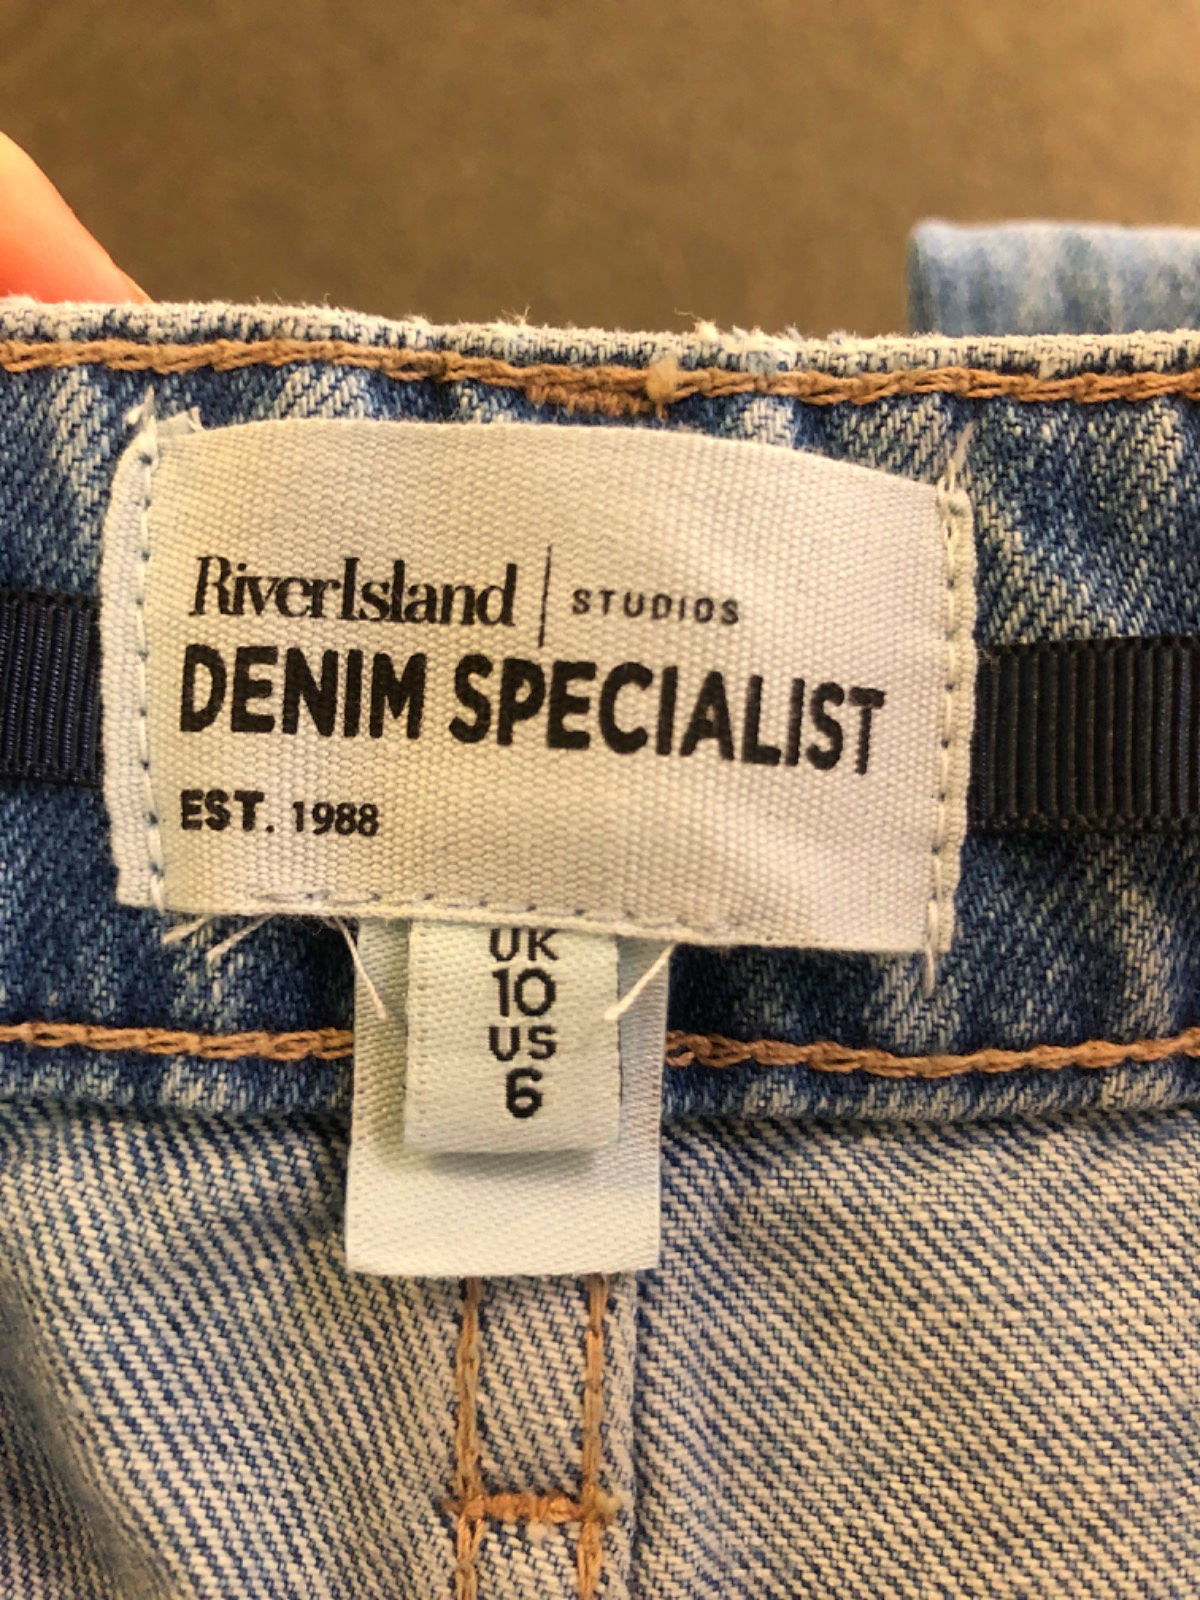 RiverIsland | STUDIOS
DENIM SPECIALIST
EST. 1988
UK
10
US
6